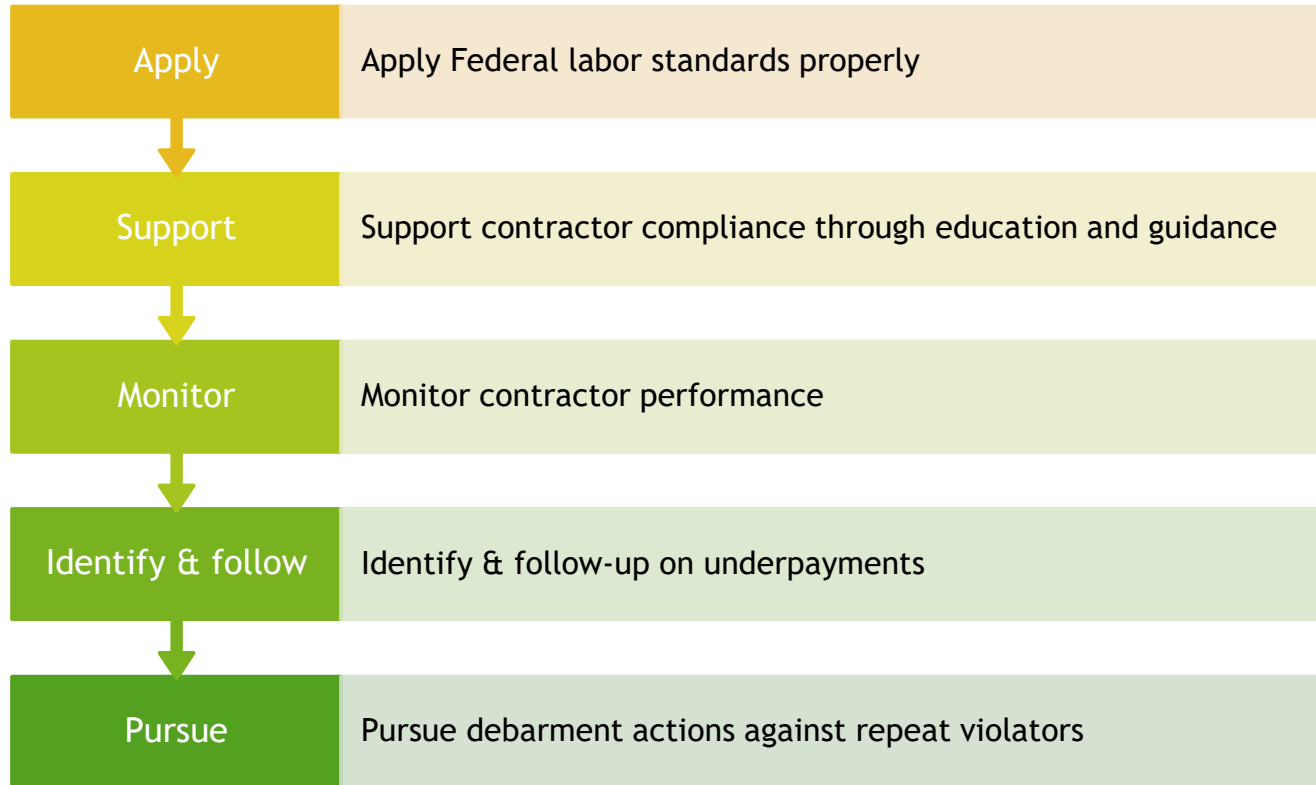 Apply
Apply Federal labor standards properly
Support
Support contractor compliance through education and guidance
Monitor
Monitor contractor performance
Identify & follow
Identify & follow-up on underpayments
Pursue
Pursue debarment actions against repeat violators